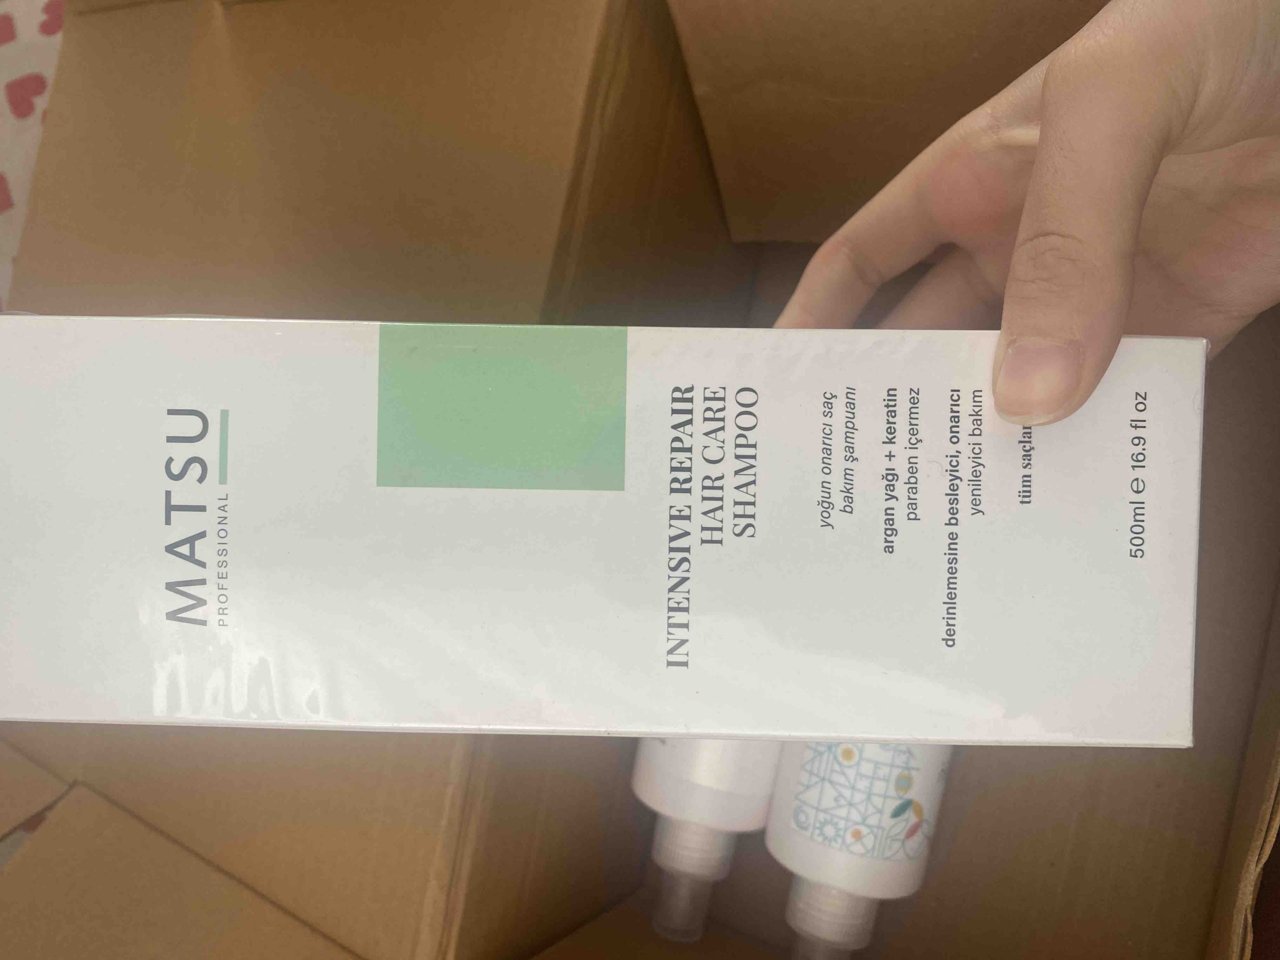 MATSU
PROFESSIONAL
INTENSIVE REPAIR
HAIR CARE
SHAMPOO
yoğun onarıcı saç
bakım şampuanı
argan yağı + keratin
paraben içermez
derinlemesine besleyici, onarıcı
yenileyici bakım
tüm
500ml e 16.9 fl oz